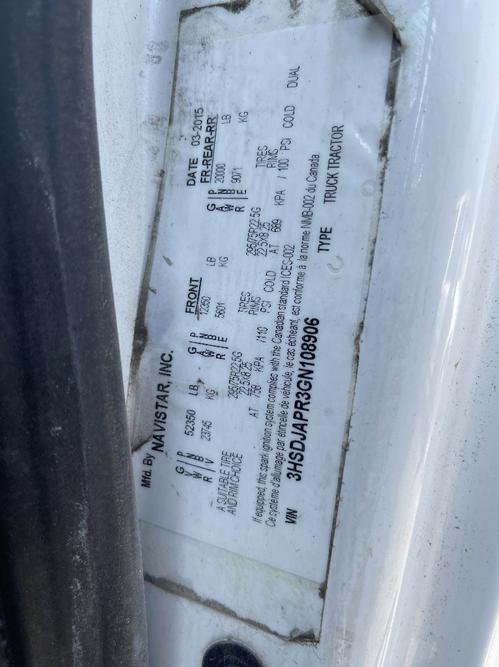 Mfd. By NAVISTAR, INC. DATE 03-2015
FRONT FR-REAR-RR
G P 52350 LB G P 12350 LB G P 20000 LB
V N W B A N W B A N W B
R V 23745 KG R E 5601 KG R E 9071 KG
A SUITABLE TIRE 295/75R22.5G TIRES 295/75R22.5G TIRES
AND RIM CHOICE 22.5X8.25 RIMS 22.5X8.25 RIMS
AT 758 KPA /110 PSI COLD AT 689 KPA / 100 PSI COLD DUAL
If equipped, this spark ignition system complies with the Canadian standard ICES-002
Ce système d'allumage par étincelle de véhicule, le cas échéant, est conforme à la norme NMB-002 du Canada.
VIN 3HSDJAPR3GN108906 TYPE TRUCK TRACTOR